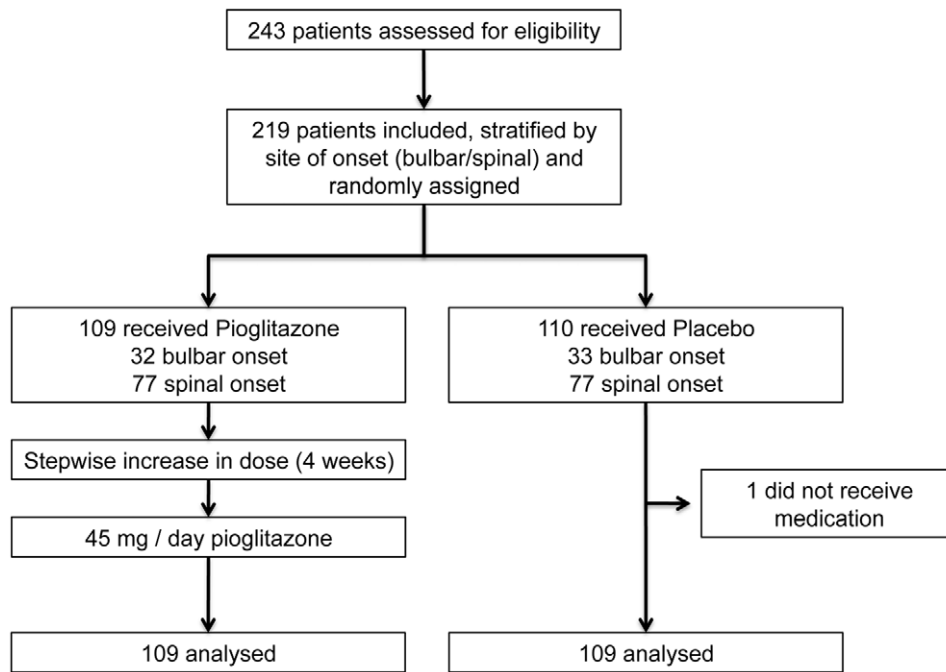 243 patients assessed for eligibility
219 patients included, stratified by
site of onset (bulbar/spinal) and
randomly assigned
109 received Pioglitazone
32 bulbar onset
77 spinal onset
110 received Placebo
33 bulbar onset
77 spinal onset
Stepwise increase in dose (4 weeks)
45 mg / day pioglitazone
1 did not receive
medication
109 analysed
109 analysed